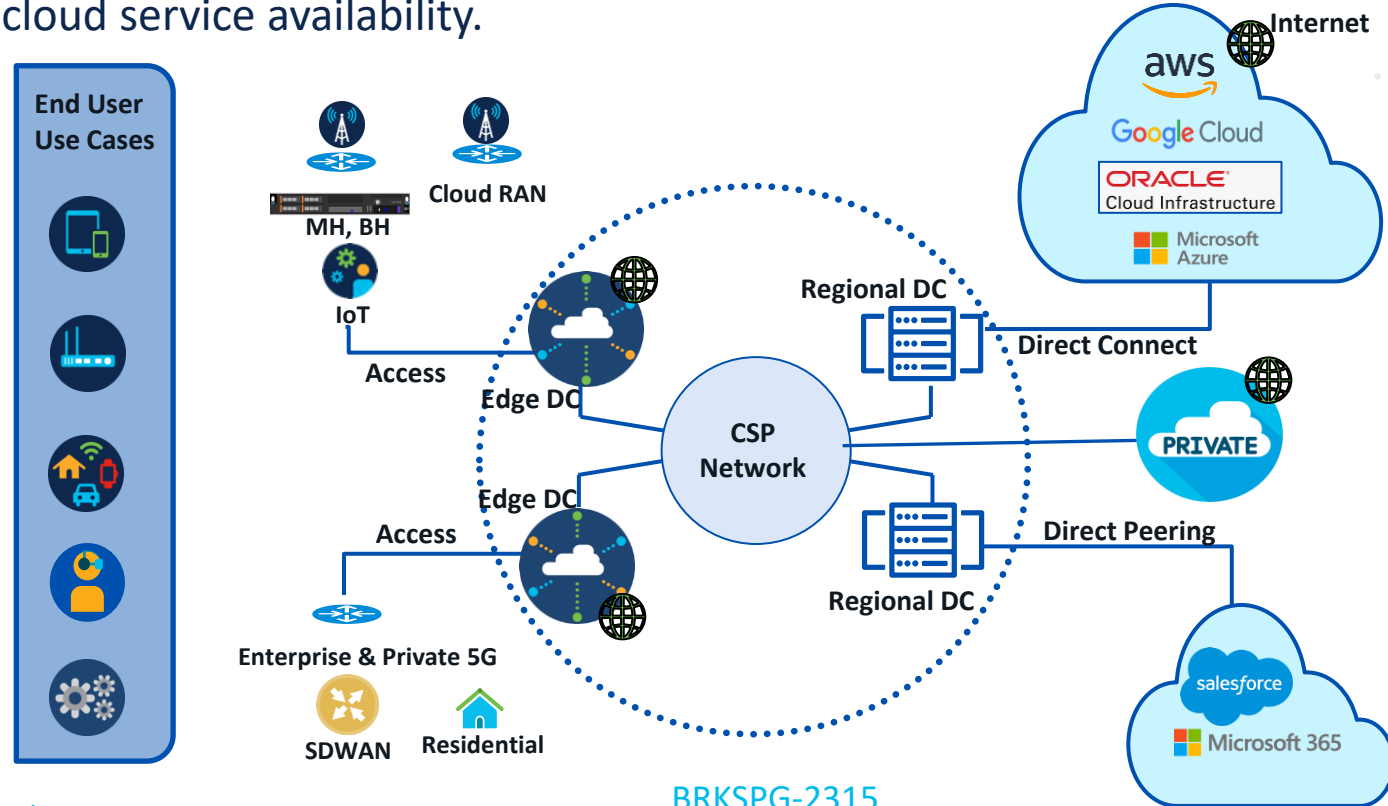 cloud service availability.
End User
Use Cases
Cloud RAN
MH, BH
IoT
Access
Edge DC
Edge DC
Access
Enterprise & Private 5G
SDWAN
Residential
CSP
Network
Regional DC
Regional DC
Direct Connect
Direct Peering
Internet
aws
Google Cloud
ORACLE
Cloud Infrastructure
Microsoft
Azure
PRIVATE
salesforce
Microsoft 365
BRKSPG-2315